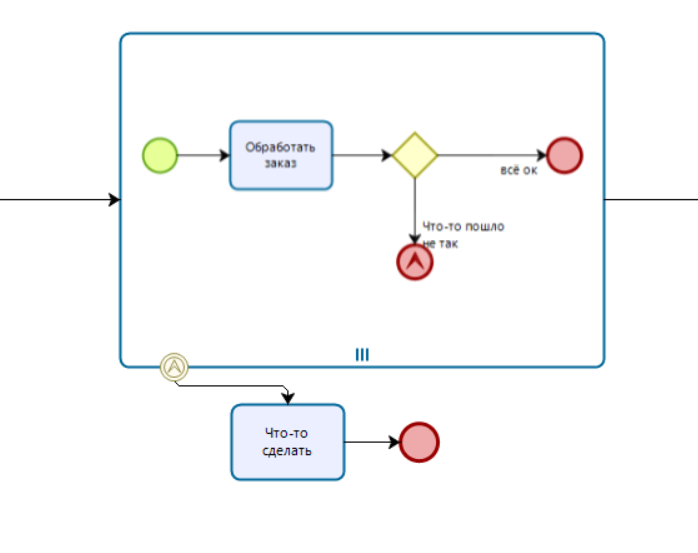 Обработать
заказ
всё ок
Что-то пошло
не так
Что-то
сделать